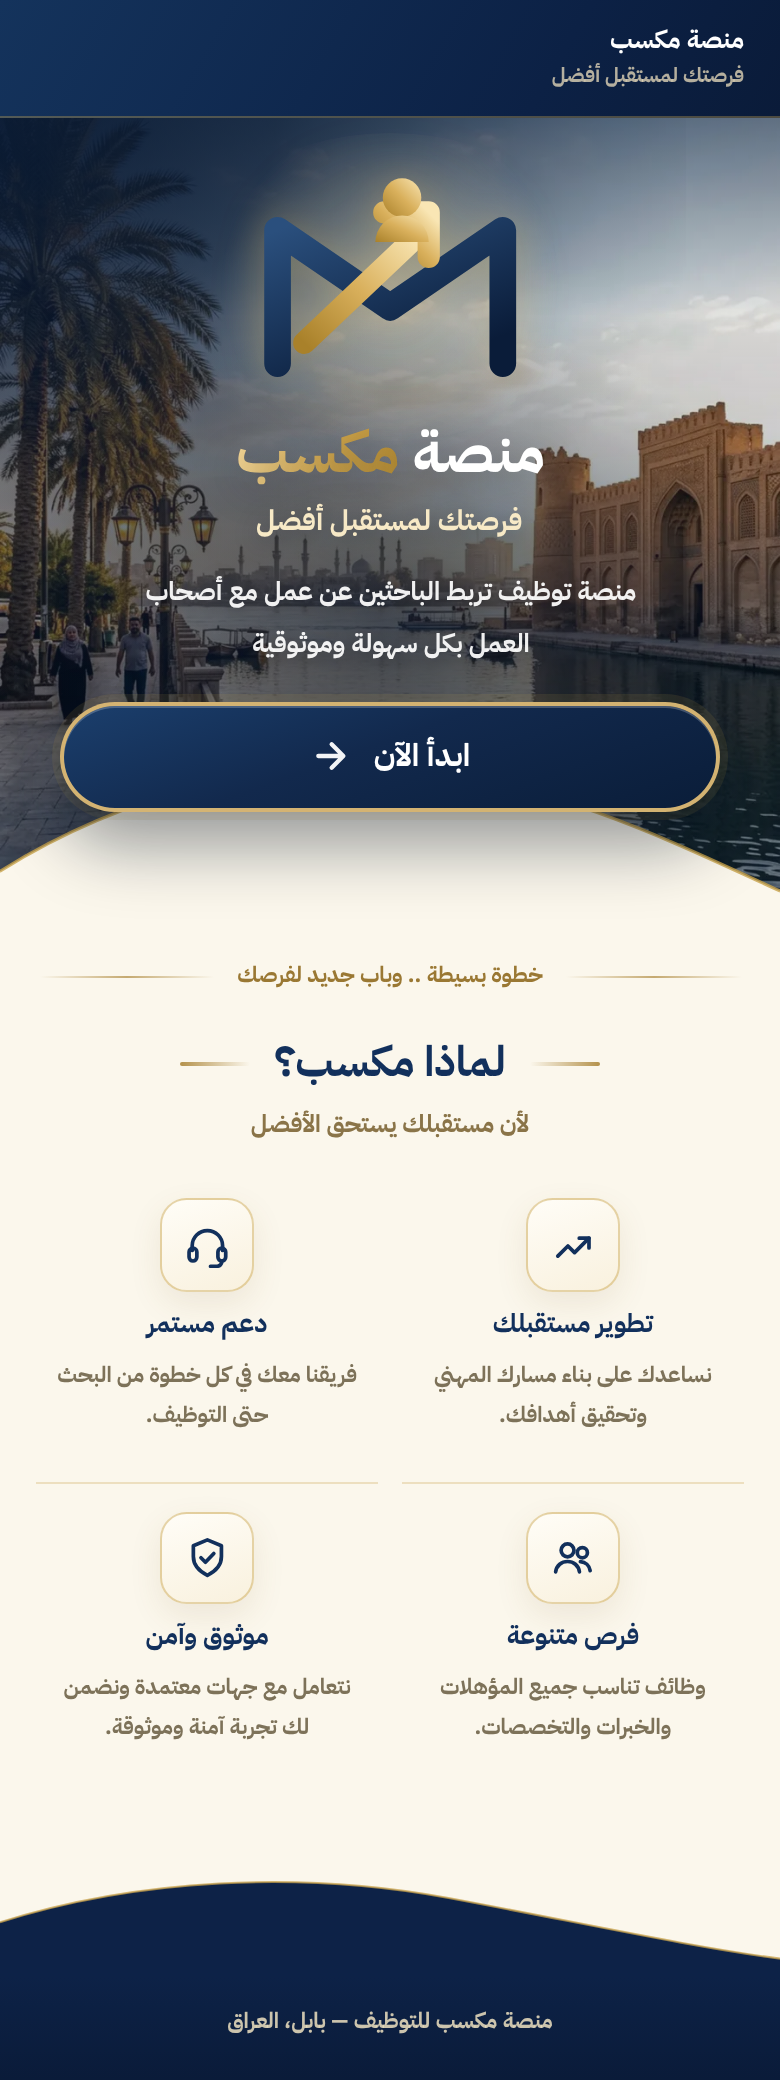 منصة مكسب
فرصتك لمستقبل أفضل
منصة مكسب
فرصتك لمستقبل أفضل
منصة توظيف تربط الباحثين عن عمل مع أصحاب
العمل بكل سهولة وموثوقية
ابدأ الآن
خطوة بسيطة .. وباب جديد لفرصك
لماذا مكسب؟
لأن مستقبلك يستحق الأفضل
تطوير مستقبلك
نساعدك على بناء مسارك المهني
وتحقيق أهدافك.
دعم مستمر
فريقنا معك في كل خطوة من البحث
حتى التوظيف.
فرص متنوعة
وظائف تناسب جميع المؤهلات
والخبرات والتخصصات.
موثوق وآمن
نتعامل مع جهات معتمدة ونضمن
لك تجربة آمنة وموثوقة.
منصة مكسب للتوظيف — بابل، العراق